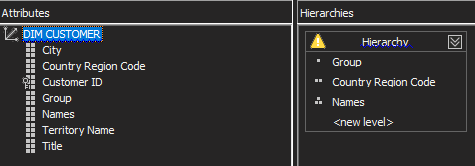 Attributes
DIM CUSTOMER
City
Country Region Code
Customer ID
Group
Names
Territory Name
Title
Hierarchies
Hierarchy
Group
Country Region Code
Names
<new level>